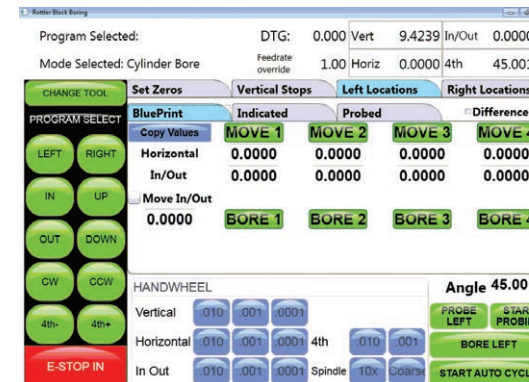 Rottler Block Boring
Program Selected: DTG: 0.000 Vert 9.4239 In/Out 0.0000
Mode Selected: Cylinder Bore Feedrate override 1.00 Horiz 0.0000 4th 45.001
CHANGE TOOL Set Zeros Vertical Stops Left Locations Right Locations
PROGRAM SELECT BluePrint Indicated Probed Difference
Copy Values MOVE 1 MOVE 2 MOVE 3 MOVE 4
LEFT RIGHT Horizontal 0.0000 0.0000 0.0000 0.0000
In/Out 0.0000 0.0000 0.0000 0.0000
IN UP Move In/Out
0.0000 BORE 1 BORE 2 BORE 3 BORE 4
OUT DOWN
CW CCW HANDWHEEL Angle 45.00
4th- 4th+ Vertical .010 .001 .0001 PROBE LEFT
Horizontal .010 .001 .0001 4th .010 .001 BORE LEFT
E-STOP IN In Out .010 .001 .0001 Spindle 10x Coarse START AUTO CYCL